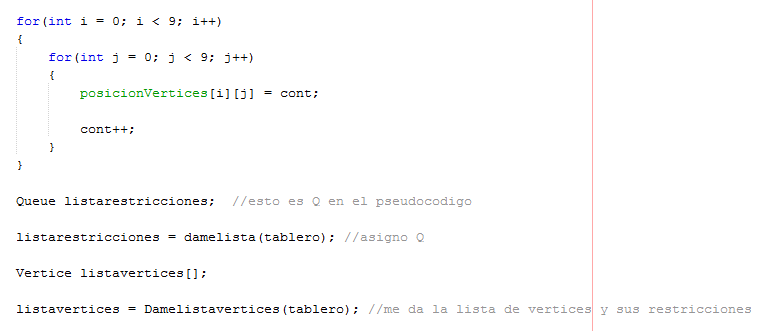 for(int i = 0; i < 9; i++)
{
for(int j = 0; j < 9; j++)
{
posicionVertices[i][j] = cont;
cont++;
}
}
Queue listarestricciones;  //esto es Q en el pseudocodigo
listarestricciones = damelista(tablero); //asigno Q
Vertice listavertices[];
listavertices = Damelistavertices(tablero); //me da la lista de vertices y sus restricciones